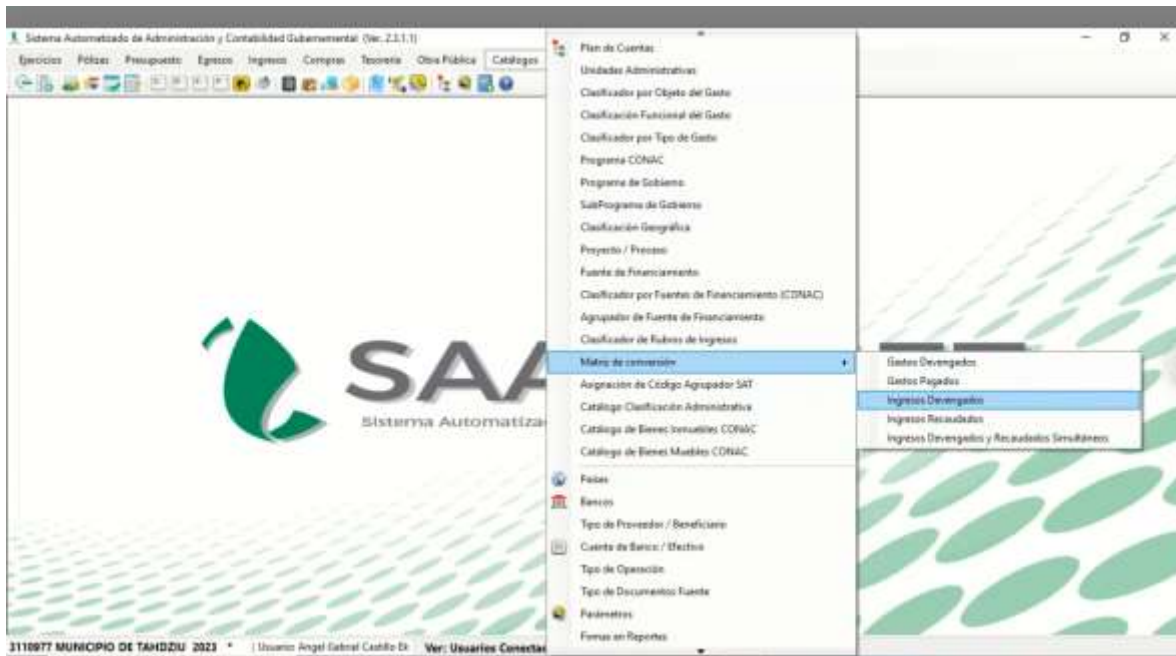 Sistema Automatizado de Administración y Contabilidad Gubernamental (Ver. 2.3.1.1)
Ejercicios Pólizas Presupuesto Egresos Ingresos Compras Tesorería Obra Pública Catálogos
Plan de Cuentas
Unidades Administrativas
Clasificador por Objeto del Gasto
Clasificación Funcional del Gasto
Clasificador por Tipo de Gasto
Programa CONAC
Programa de Gobierno
SubPrograma de Gobierno
Clasificación Geográfica
Proyecto / Proceso
Fuente de Financiamiento
Clasificador por Fuentes de Financiamiento (CONAC)
Agrupador de Fuente de Financiamiento
Clasificador de Rubros de Ingresos
Matriz de conversión
Gastos Devengados
Gastos Pagados
Ingresos Devengados
Ingresos Recaudados
Ingresos Devengados y Recaudados Simultáneos
Asignación de Código Agrupador SAT
Catálogo Clasificación Administrativa
Catálogo de Bienes Inmuebles CONAC
Catálogo de Bienes Muebles CONAC
Países
Bancos
Tipo de Proveedor / Beneficiario
Cuenta de Banco / Efectivo
Tipo de Operación
Tipo de Documentos Fuente
Parámetros
Firmas en Reportes
SAA
Sistema Automatiza
3110977 MUNICIPIO DE TAHDZIU 2023 * | Usuario: Angel Gabriel Castillo Ek Ver: Usuarios Conecta